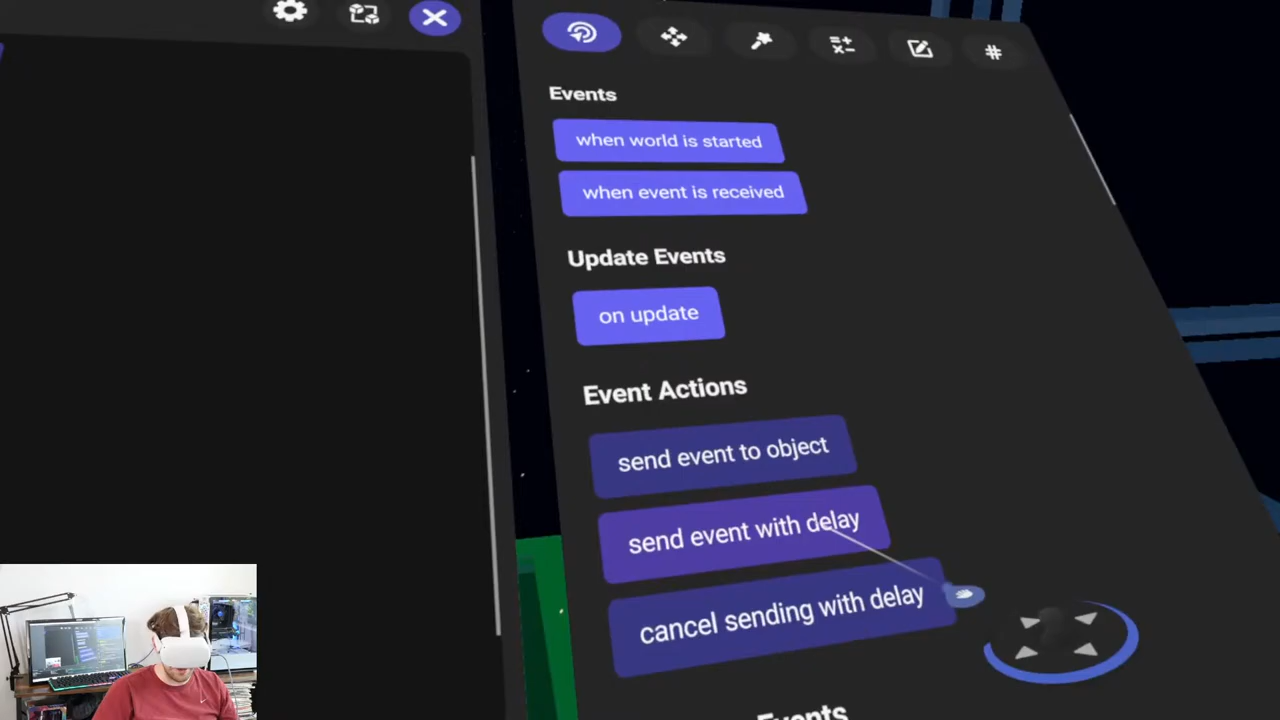 Events
when world is started
when event is received
Update Events
on update
Event Actions
send event to object
send event with delay
cancel sending with delay
Events